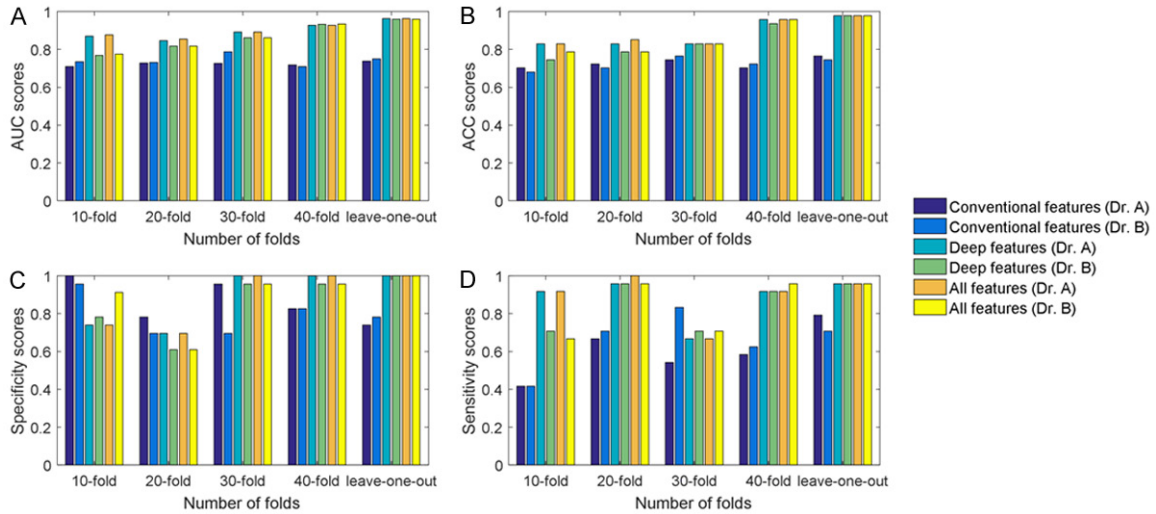 A
AUC scores
1
0.8
0.6
0.4
0.2
0
10-fold 20-fold 30-fold 40-fold leave-one-out
Number of folds
B
ACC scores
1
0.8
0.6
0.4
0.2
0
10-fold 20-fold 30-fold 40-fold leave-one-out
Number of folds
C
Specificity scores
1
0.8
0.6
0.4
0.2
0
10-fold 20-fold 30-fold 40-fold leave-one-out
Number of folds
D
Sensitivity scores
1
0.8
0.6
0.4
0.2
0
10-fold 20-fold 30-fold 40-fold leave-one-out
Number of folds
Conventional features (Dr. A)
Conventional features (Dr. B)
Deep features (Dr. A)
Deep features (Dr. B)
All features (Dr. A)
All features (Dr. B)